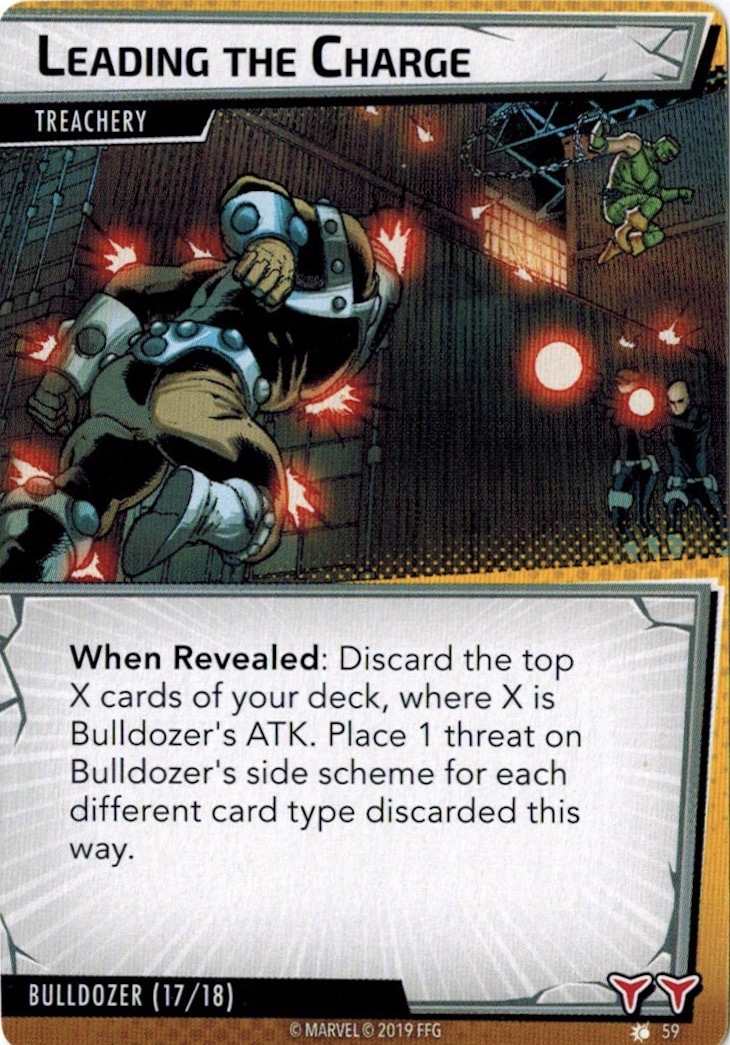 LEADING THE CHARGE
TREACHERY
When Revealed: Discard the top
X cards of your deck, where X is
Bulldozer's ATK. Place 1 threat on
Bulldozer's side scheme for each
different card type discarded this
way.
BULLDOZER (17/18)
© MARVEL © 2019 FFG
59